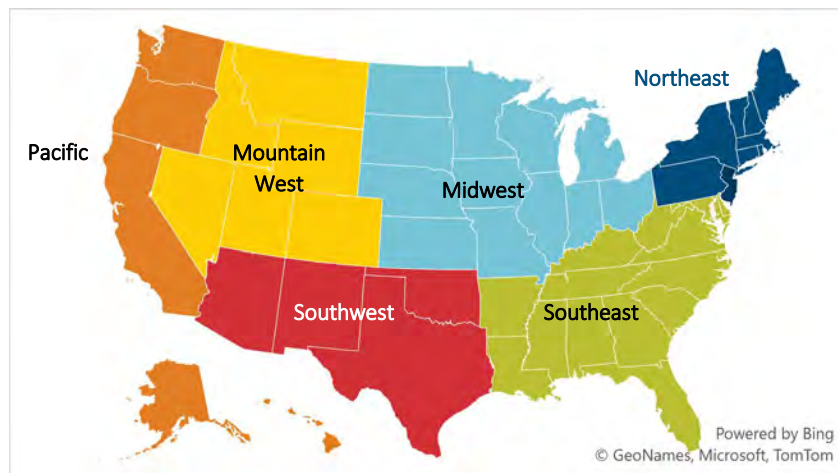 Northeast
Pacific
Mountain
West
Midwest
Southwest
Southeast
Powered by Bing
© GeoNames, Microsoft, TomTom